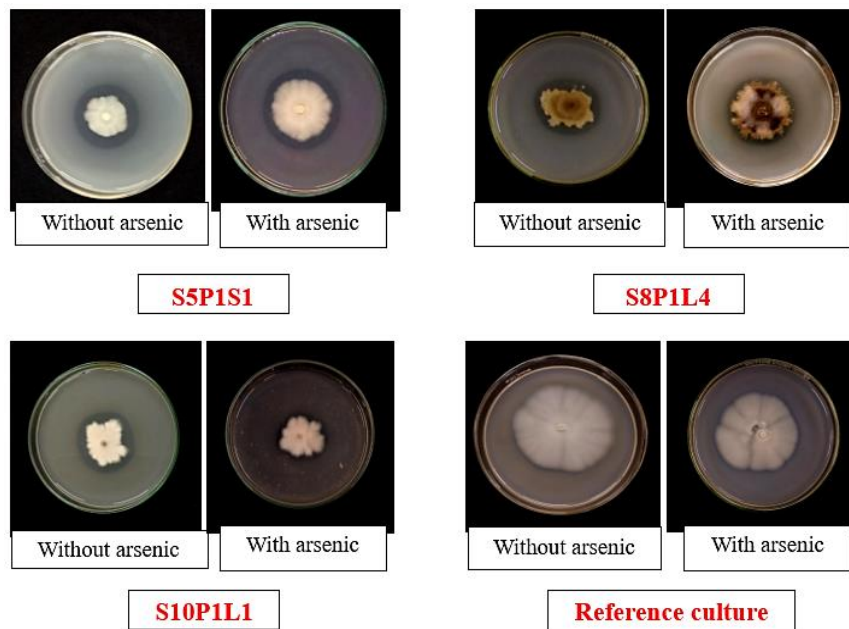 Without arsenic
With arsenic
Without arsenic
With arsenic
S5P1S1
S8P1L4
Without arsenic
With arsenic
Without arsenic
With arsenic
S10P1L1
Reference culture